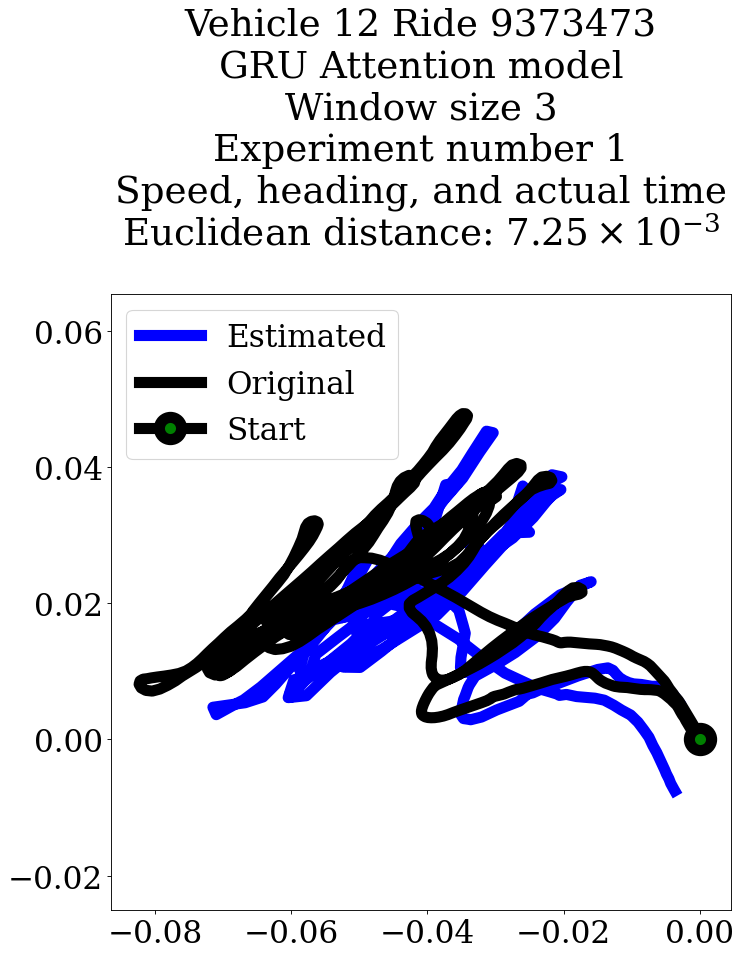 Vehicle 12 Ride 9373473
GRU Attention model
Window size 3
Experiment number 1
Speed, heading, and actual time
Euclidean distance: 7.25 × 10⁻³
Estimated
Original
Start
0.06
0.04
0.02
0.00
−0.02
−0.08 −0.06 −0.04 −0.02 0.00